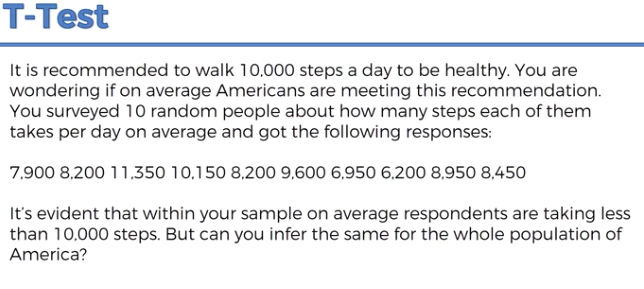 T-Test
It is recommended to walk 10,000 steps a day to be healthy. You are
wondering if on average Americans are meeting this recommendation.
You surveyed 10 random people about how many steps each of them
takes per day on average and got the following responses:
7,900 8,200 11,350 10,150 8,200 9,600 6,950 6,200 8,950 8,450
It's evident that within your sample on average respondents are taking less
than 10,000 steps. But can you infer the same for the whole population of
America?